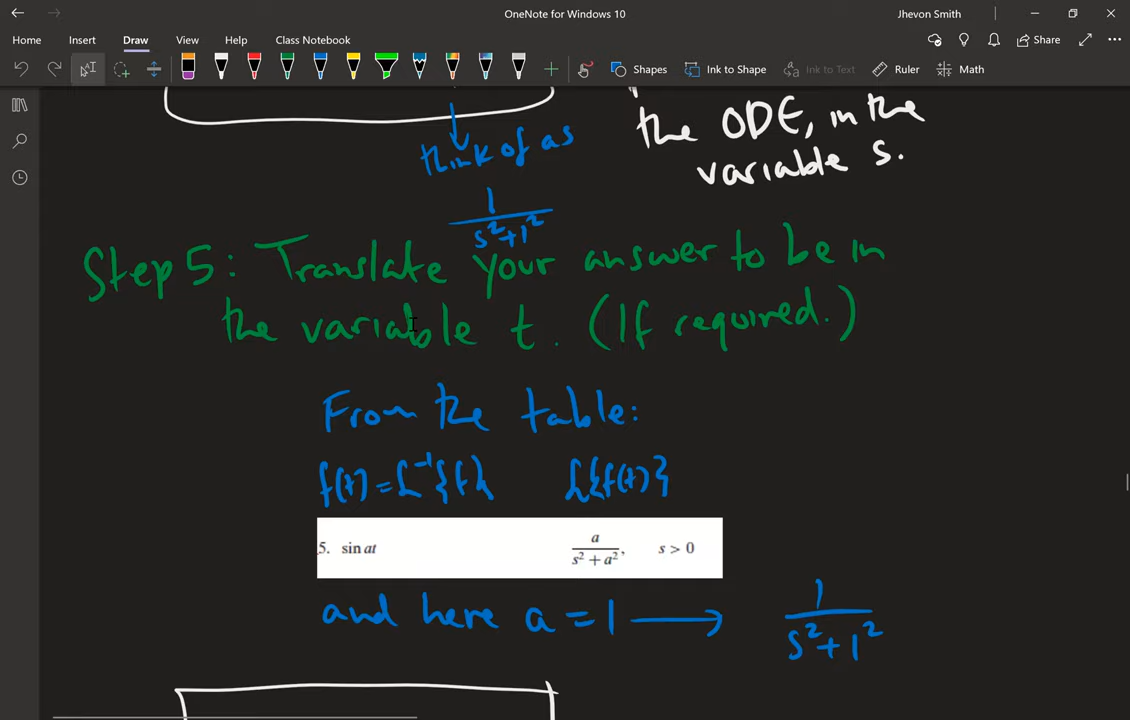 OneNote for Windows 10
Jhevon Smith
Home Insert Draw View Help Class Notebook
Share
Shapes Ink to Shape Ink to Text Ruler Math
the ODE, in the
variable s.
think of as
1
s²+1²
Step 5: Translate your answer to be in
the variable t. (If required.)
From the table:
f(t) = ℒ⁻¹{f} ℒ{f(t)}
5. sin at a / s² + a², s > 0
and here a = 1 ⟶ 1 / s²+1²